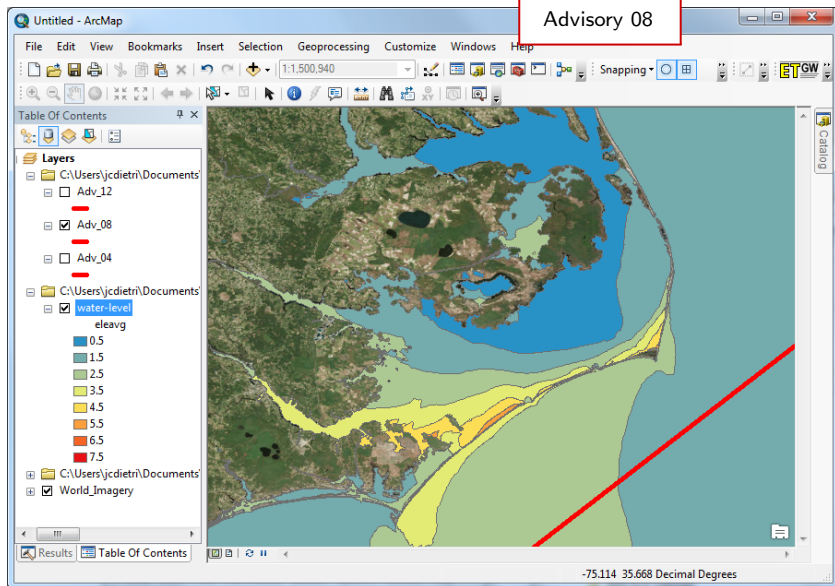 Untitled - ArcMap
Advisory 08
File Edit View Bookmarks Insert Selection Geoprocessing Customize Windows Help
1:1,500,940
Snapping
ET GW
Table Of Contents
Layers
C:\Users\jcdietri\Documents'
Adv_12
Adv_08
Adv_04
C:\Users\jcdietri\Documents'
water-level
eleavg
0.5
1.5
2.5
3.5
4.5
5.5
6.5
7.5
C:\Users\jcdietri\Documents'
World_Imagery
Results Table Of Contents
Catalog
-75.114 35.668 Decimal Degrees